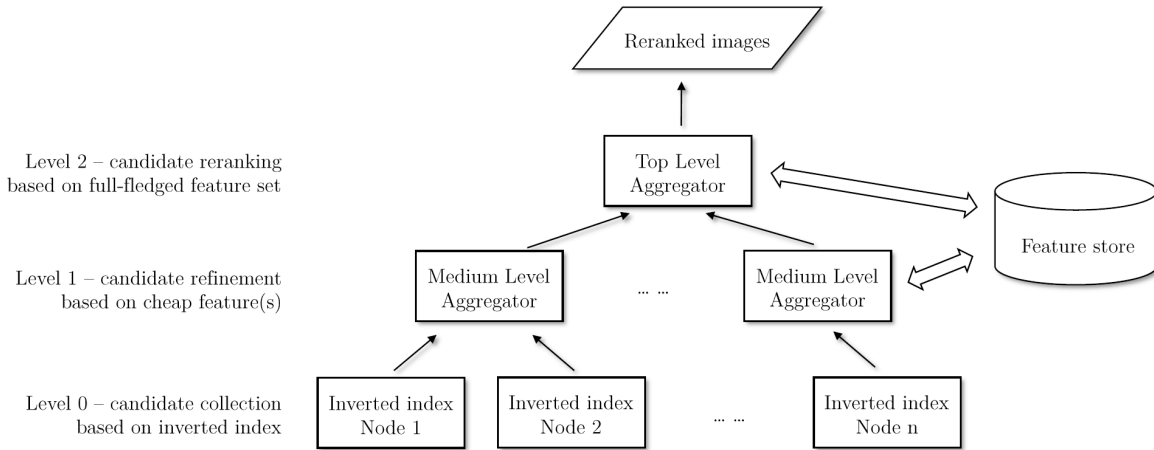 Reranked images
Level 2 – candidate reranking
based on full-fledged feature set
Top Level
Aggregator
Feature store
Level 1 – candidate refinement
based on cheap feature(s)
Medium Level
Aggregator
... ...
Medium Level
Aggregator
Level 0 – candidate collection
based on inverted index
Inverted index
Node 1
Inverted index
Node 2
... ...
Inverted index
Node n